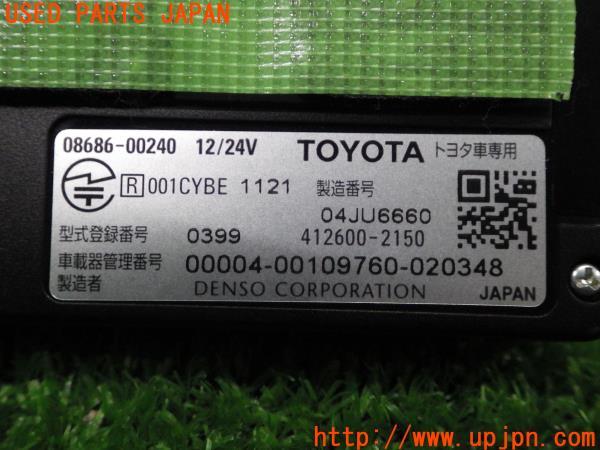 USED PARTS JAPAN
08686-00240 12/24V TOYOTA トヨタ車専用
R 001CYBE 1121 製造番号
04JU6660
型式登録番号 0399 412600-2150
車載器管理番号 00004-00109760-020348
製造者 DENSO CORPORATION JAPAN
Copyright(c)
www.upjpn.com